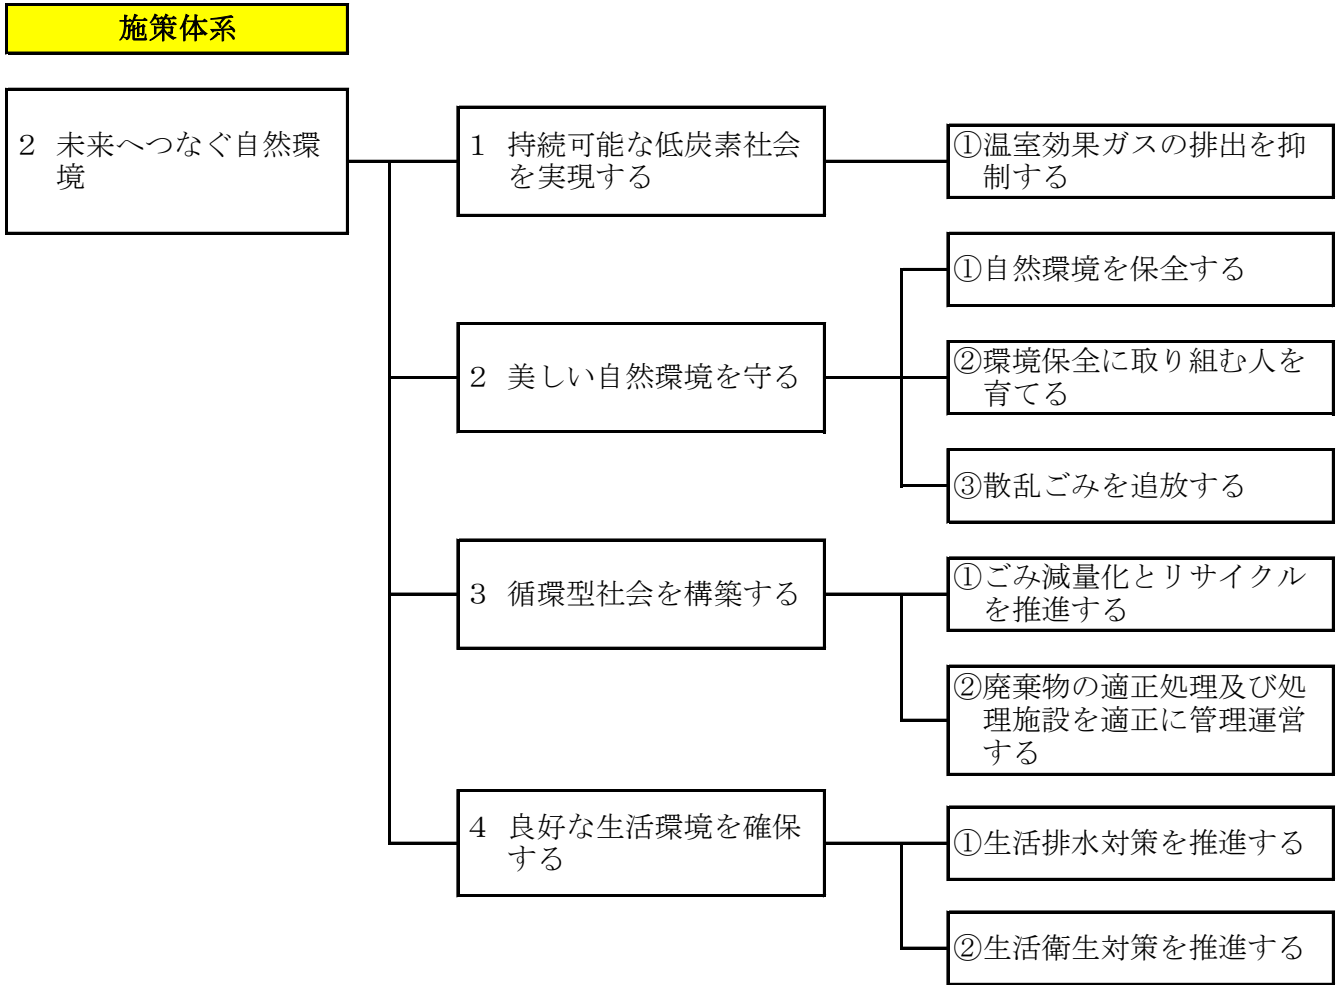 施策体系
２ 未来へつなぐ自然環
境
１ 持続可能な低炭素社会
を実現する
①温室効果ガスの排出を抑
制する
２ 美しい自然環境を守る
①自然環境を保全する
②環境保全に取り組む人を
育てる
③散乱ごみを追放する
３ 循環型社会を構築する
①ごみ減量化とリサイクル
を推進する
②廃棄物の適正処理及び処
理施設を適正に管理運営
する
４ 良好な生活環境を確保
する
①生活排水対策を推進する
②生活衛生対策を推進する